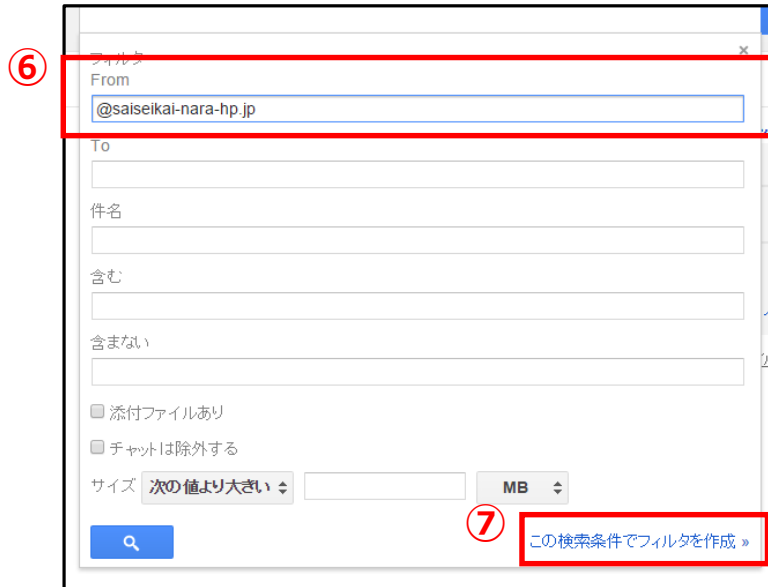 フィルタ
×
⑥
From
@saiseikai-nara-hp.jp
To
件名
含む
含まない
添付ファイルあり
チャットは除外する
サイズ 次の値より大きい MB
⑦
この検索条件でフィルタを作成 »